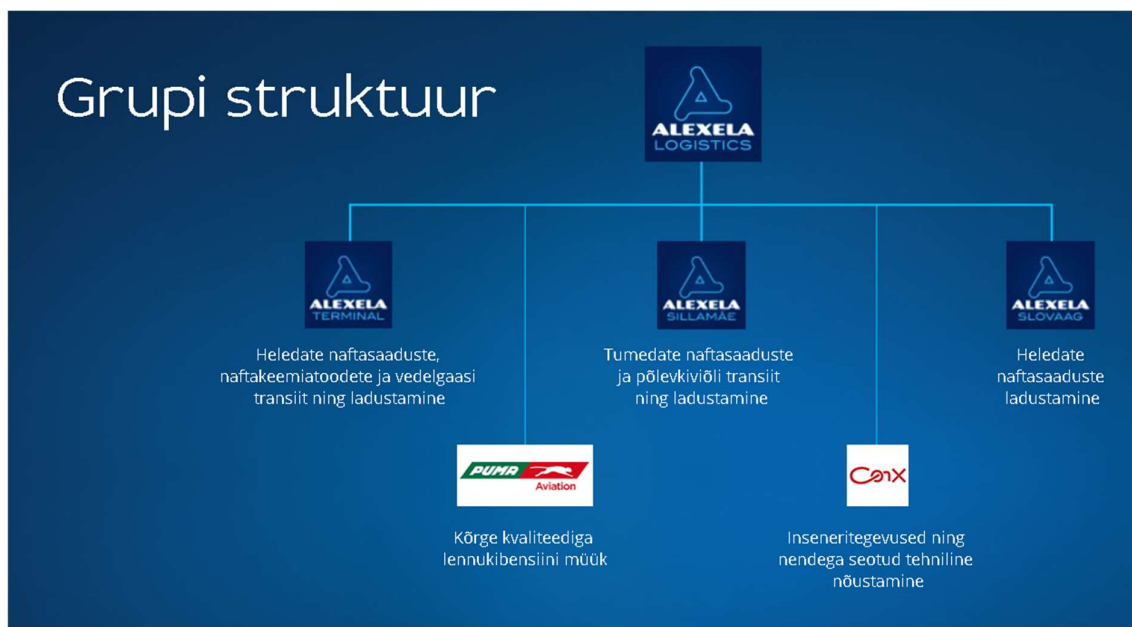 Grupi struktuur
ALEXELA
LOGISTICS
ALEXELA
TERMINAL
Heledate naftasaaduste,
naftakeemiatoodete ja vedelgaasi
transiit ning ladustamine
ALEXELA
SILLAMÄE
Tumedate naftasaaduste
ja põlevkiviõli transiit
ning ladustamine
ALEXELA
SLOVAAG
Heledate
naftasaaduste
ladustamine
PUMA
Aviation
Kõrge kvaliteediga
lennukibensiini müük
ConX
Inseneritegevused ning
nendega seotud tehniline
nõustamine